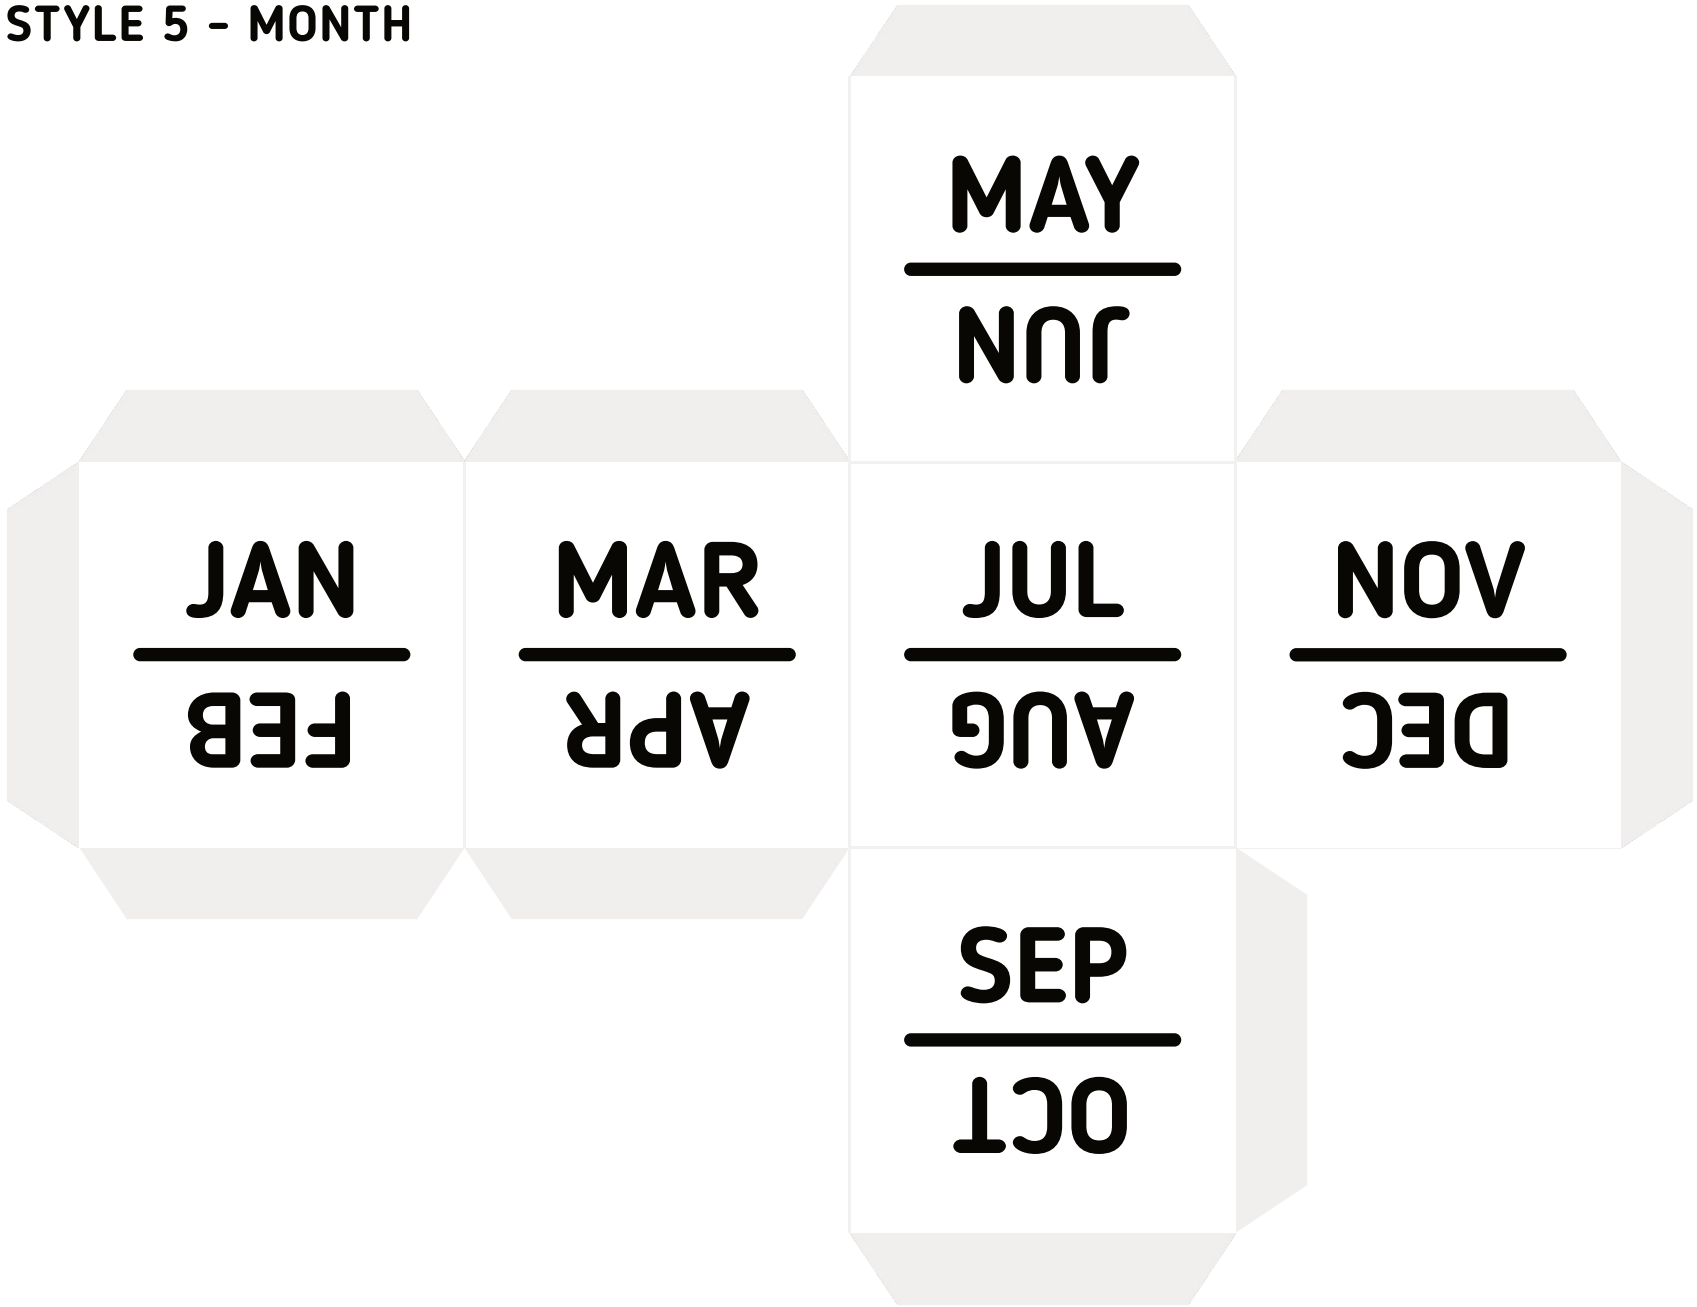 STYLE 5 - MONTH
MAY
JUN
JAN
FEB
MAR
APR
JUL
AUG
NOV
DEC
SEP
OCT